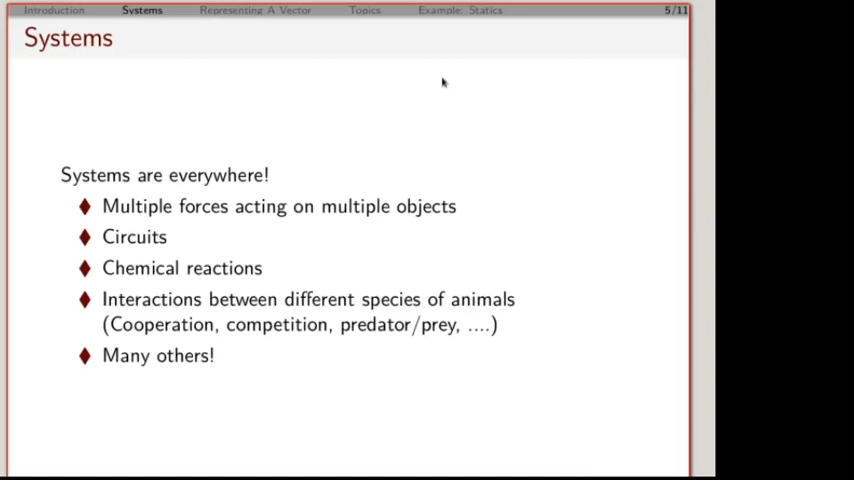 Introduction Systems Representing A Vector Topics Example: Statics 5/11
Systems
Systems are everywhere!
Multiple forces acting on multiple objects
Circuits
Chemical reactions
Interactions between different species of animals
(Cooperation, competition, predator/prey, ....)
Many others!